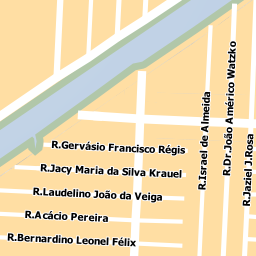 R.Gervásio Francisco Régis
R.Jacy Maria da Silva Krauel
R.Laudelino João da Veiga
R.Acácio Pereira
R.Bernardino Leonel Félix
R.Israel de Almeida
R.Dr.João Américo Watzko
R.Jaziel J.Rosa